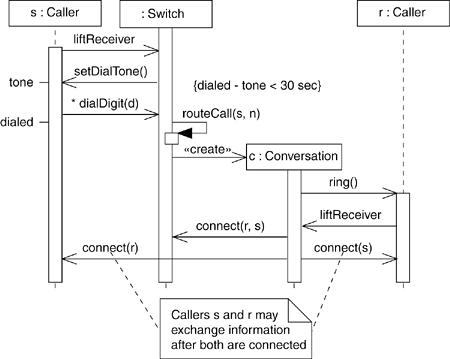 s : Caller
: Switch
r : Caller
liftReceiver
setDialTone()
tone
{dialed - tone < 30 sec}
* dialDigit(d)
routeCall(s, n)
dialed
«create»
c : Conversation
ring()
liftReceiver
connect(r, s)
connect(r)
connect(s)
Callers s and r may
exchange information
after both are connected